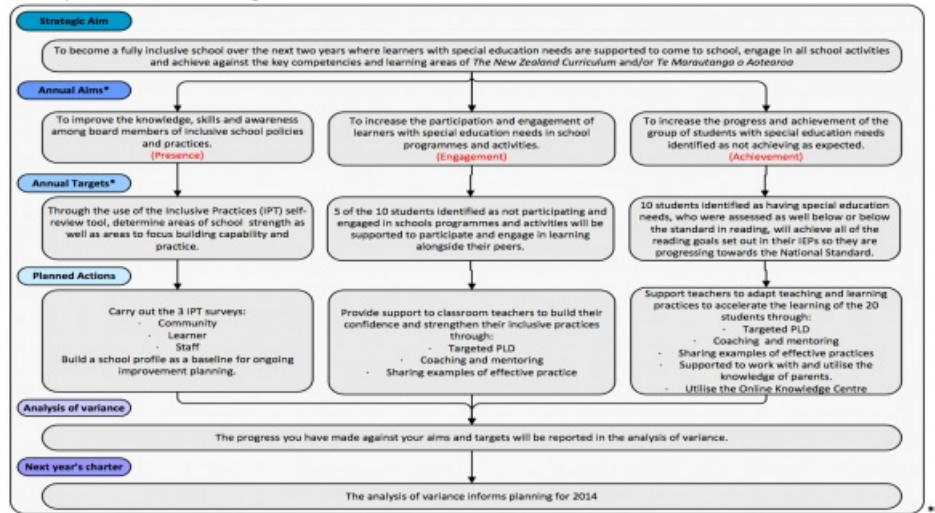 Strategic Aim
To become a fully inclusive school over the next two years where learners with special education needs are supported to come to school, engage in all school activities
and achieve against the key competencies and learning areas of The New Zealand Curriculum and/or Te Marautanga o Aotearoa
Annual Aims*
To improve the knowledge, skills and awareness
among board members of inclusive school policies
and practices.
(Presence)
To increase the participation and engagement of
learners with special education needs in school
programmes and activities.
(Engagement)
To increase the progress and achievement of the
group of students with special education needs
identified as not achieving as expected.
(Achievement)
Annual Targets*
Through the use of the Inclusive Practices (IPT) self-
review tool, determine areas of school strength as
well as areas to focus building capability and
practice.
5 of the 10 students identified as not participating and
engaged in schools programmes and activities will be
supported to participate and engage in learning
alongside their peers.
10 students identified as having special education
needs, who were assessed as well below or below
the standard in reading, will achieve all of the
reading goals set out in their IEPs so they are
progressing towards the National Standard.
Planned Actions
Carry out the 3 IPT surveys:
· Community
· Learner
· Staff
Build a school profile as a baseline for ongoing
improvement planning.
Provide support to classroom teachers to build their
confidence and strengthen their inclusive practices
through:
· Targeted PLD
· Coaching and mentoring
· Sharing examples of effective practice
Support teachers to adapt teaching and learning
practices to accelerate the learning of the 20
students through:
· Targeted PLD
· Coaching and mentoring
· Sharing examples of effective practices
· Supported to work with and utilise the
knowledge of parents.
· Utilise the Online Knowledge Centre
Analysis of variance
The progress you have made against your aims and targets will be reported in the analysis of variance.
Next year's charter
The analysis of variance informs planning for 2014
*